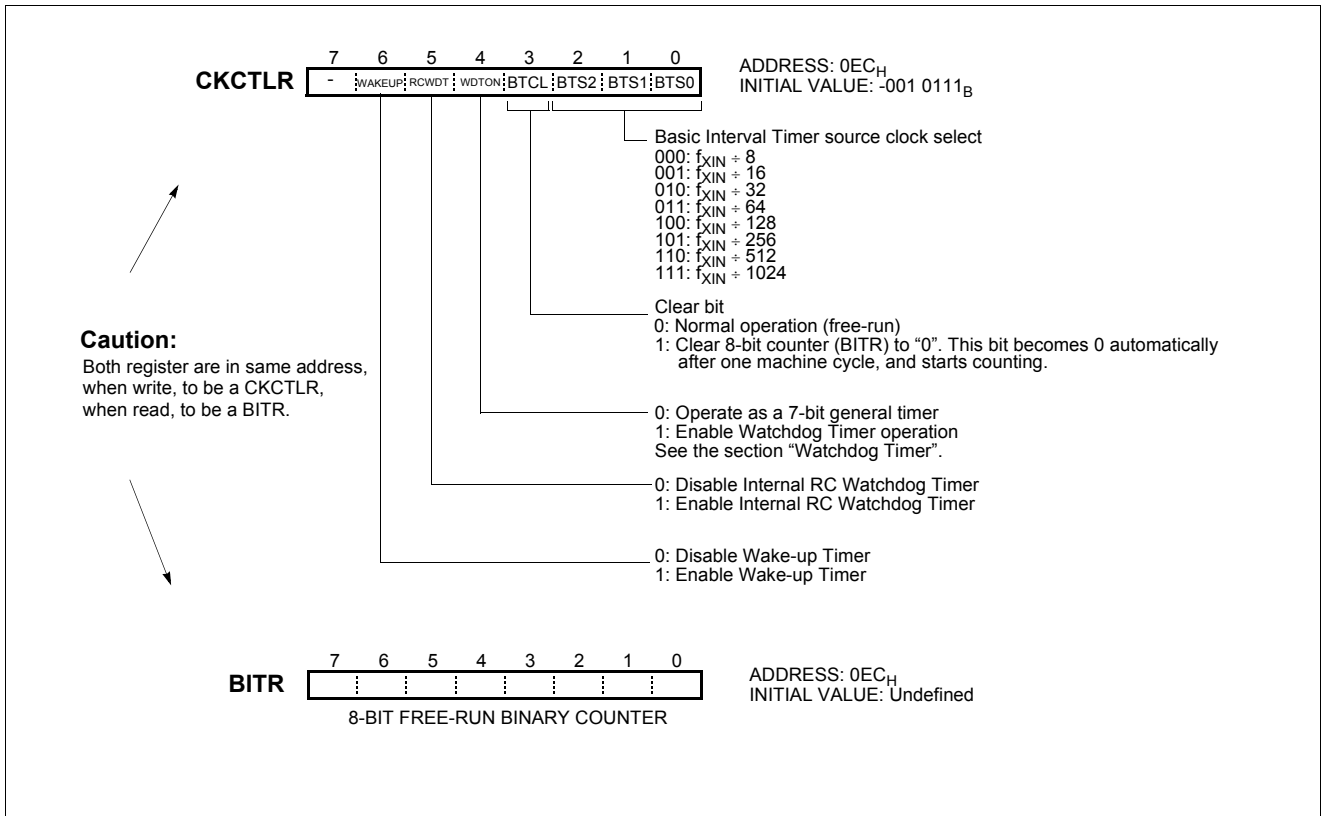 7 6 5 4 3 2 1 0
CKCTLR - WAKEUP RCWDT WDTON BTCL BTS2 BTS1 BTS0
ADDRESS: 0ECH
INITIAL VALUE: -001 0111B
Basic Interval Timer source clock select
000: fXIN ÷ 8
001: fXIN ÷ 16
010: fXIN ÷ 32
011: fXIN ÷ 64
100: fXIN ÷ 128
101: fXIN ÷ 256
110: fXIN ÷ 512
111: fXIN ÷ 1024
Clear bit
0: Normal operation (free-run)
1: Clear 8-bit counter (BITR) to “0”. This bit becomes 0 automatically
after one machine cycle, and starts counting.
Caution:
Both register are in same address,
when write, to be a CKCTLR,
when read, to be a BITR.
0: Operate as a 7-bit general timer
1: Enable Watchdog Timer operation
See the section “Watchdog Timer”.
0: Disable Internal RC Watchdog Timer
1: Enable Internal RC Watchdog Timer
0: Disable Wake-up Timer
1: Enable Wake-up Timer
7 6 5 4 3 2 1 0
BITR
ADDRESS: 0ECH
INITIAL VALUE: Undefined
8-BIT FREE-RUN BINARY COUNTER